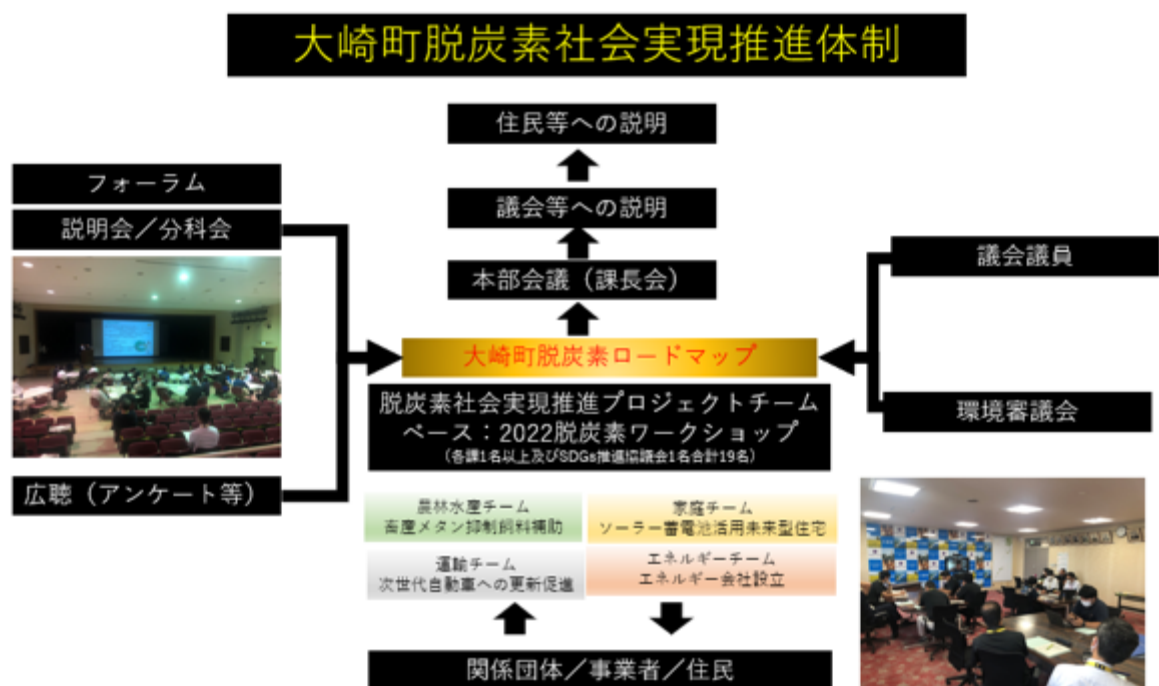 大崎町脱炭素社会実現推進体制
住民等への説明
議会等への説明
本部会議（課長会）
フォーラム
説明会／分科会
広聴（アンケート等）
議会議員
環境審議会
大崎町脱炭素ロードマップ
脱炭素社会実現推進プロジェクトチーム
ベース：2022脱炭素ワークショップ
（各課1名以上及びSDGs推進協議会1名合計19名）
農林水産チーム
畜産メタン抑制飼料補助
家庭チーム
ソーラー蓄電池活用未来型住宅
運輸チーム
次世代自動車への更新促進
エネルギーチーム
エネルギー会社設立
関係団体／事業者／住民